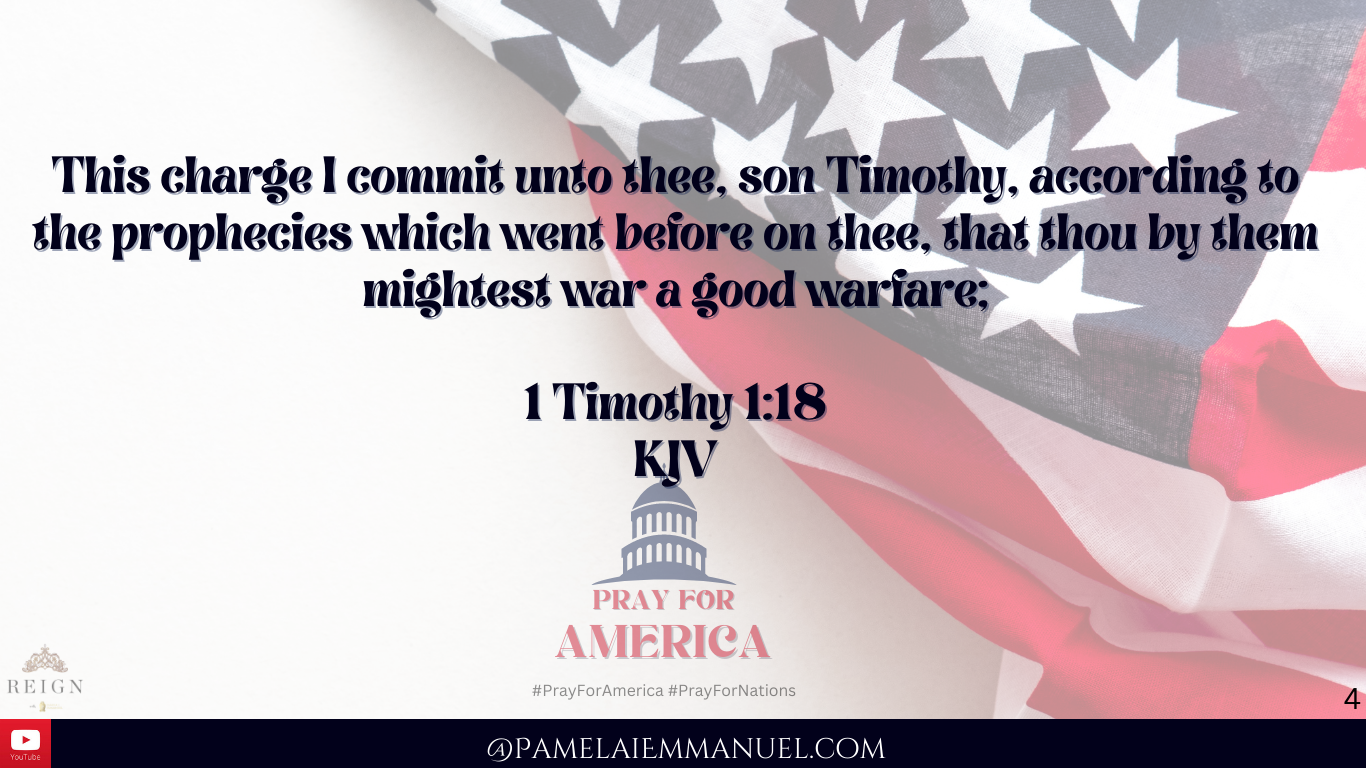 This charge I commit unto thee, son Timothy, according to
the prophecies which went before on thee, that thou by them
mightest war a good warfare;
1 Timothy 1:18
KJV
PRAY FOR
AMERICA
#PrayForAmerica #PrayForNations
REIGN
4
YouTube
@PAMELAIEMMANUEL.COM